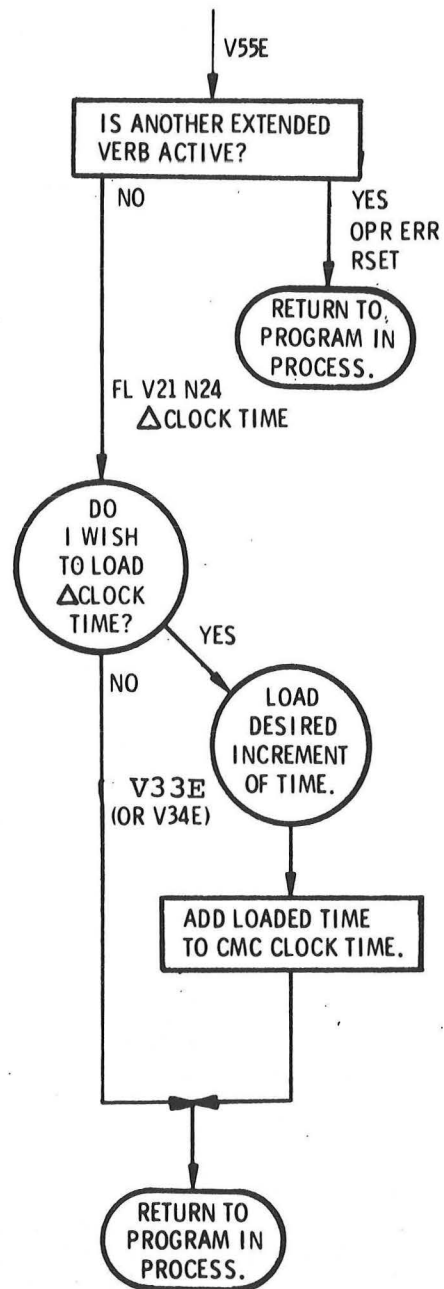 V55E
IS ANOTHER EXTENDED
VERB ACTIVE?
NO
YES
OPR ERR
RSET
RETURN TO
PROGRAM IN
PROCESS.
FL V21 N24
△CLOCK TIME
DO
I WISH
TO LOAD
△CLOCK
TIME?
YES
NO
LOAD
DESIRED
INCREMENT
OF TIME.
V33E
(OR V34E)
ADD LOADED TIME
TO CMC CLOCK TIME.
RETURN TO
PROGRAM IN
PROCESS.